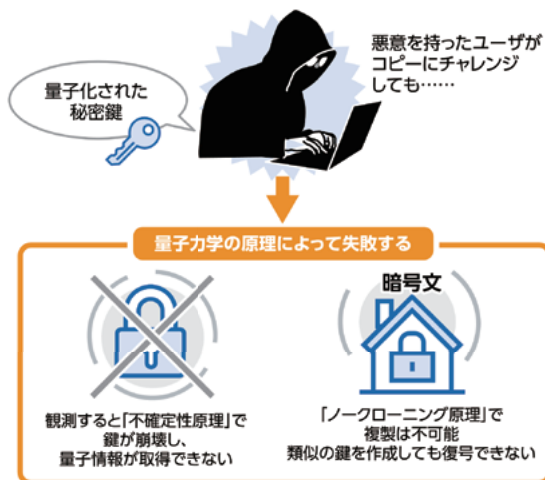 悪意を持ったユーザが
コピーにチャレンジ
しても……
量子化された
秘密鍵
量子力学の原理によって失敗する
観測すると「不確定性原理」で
鍵が崩壊し、
量子情報が取得できない
暗号文
「ノークローニング原理」で
複製は不可能
類似の鍵を作成しても復号できない